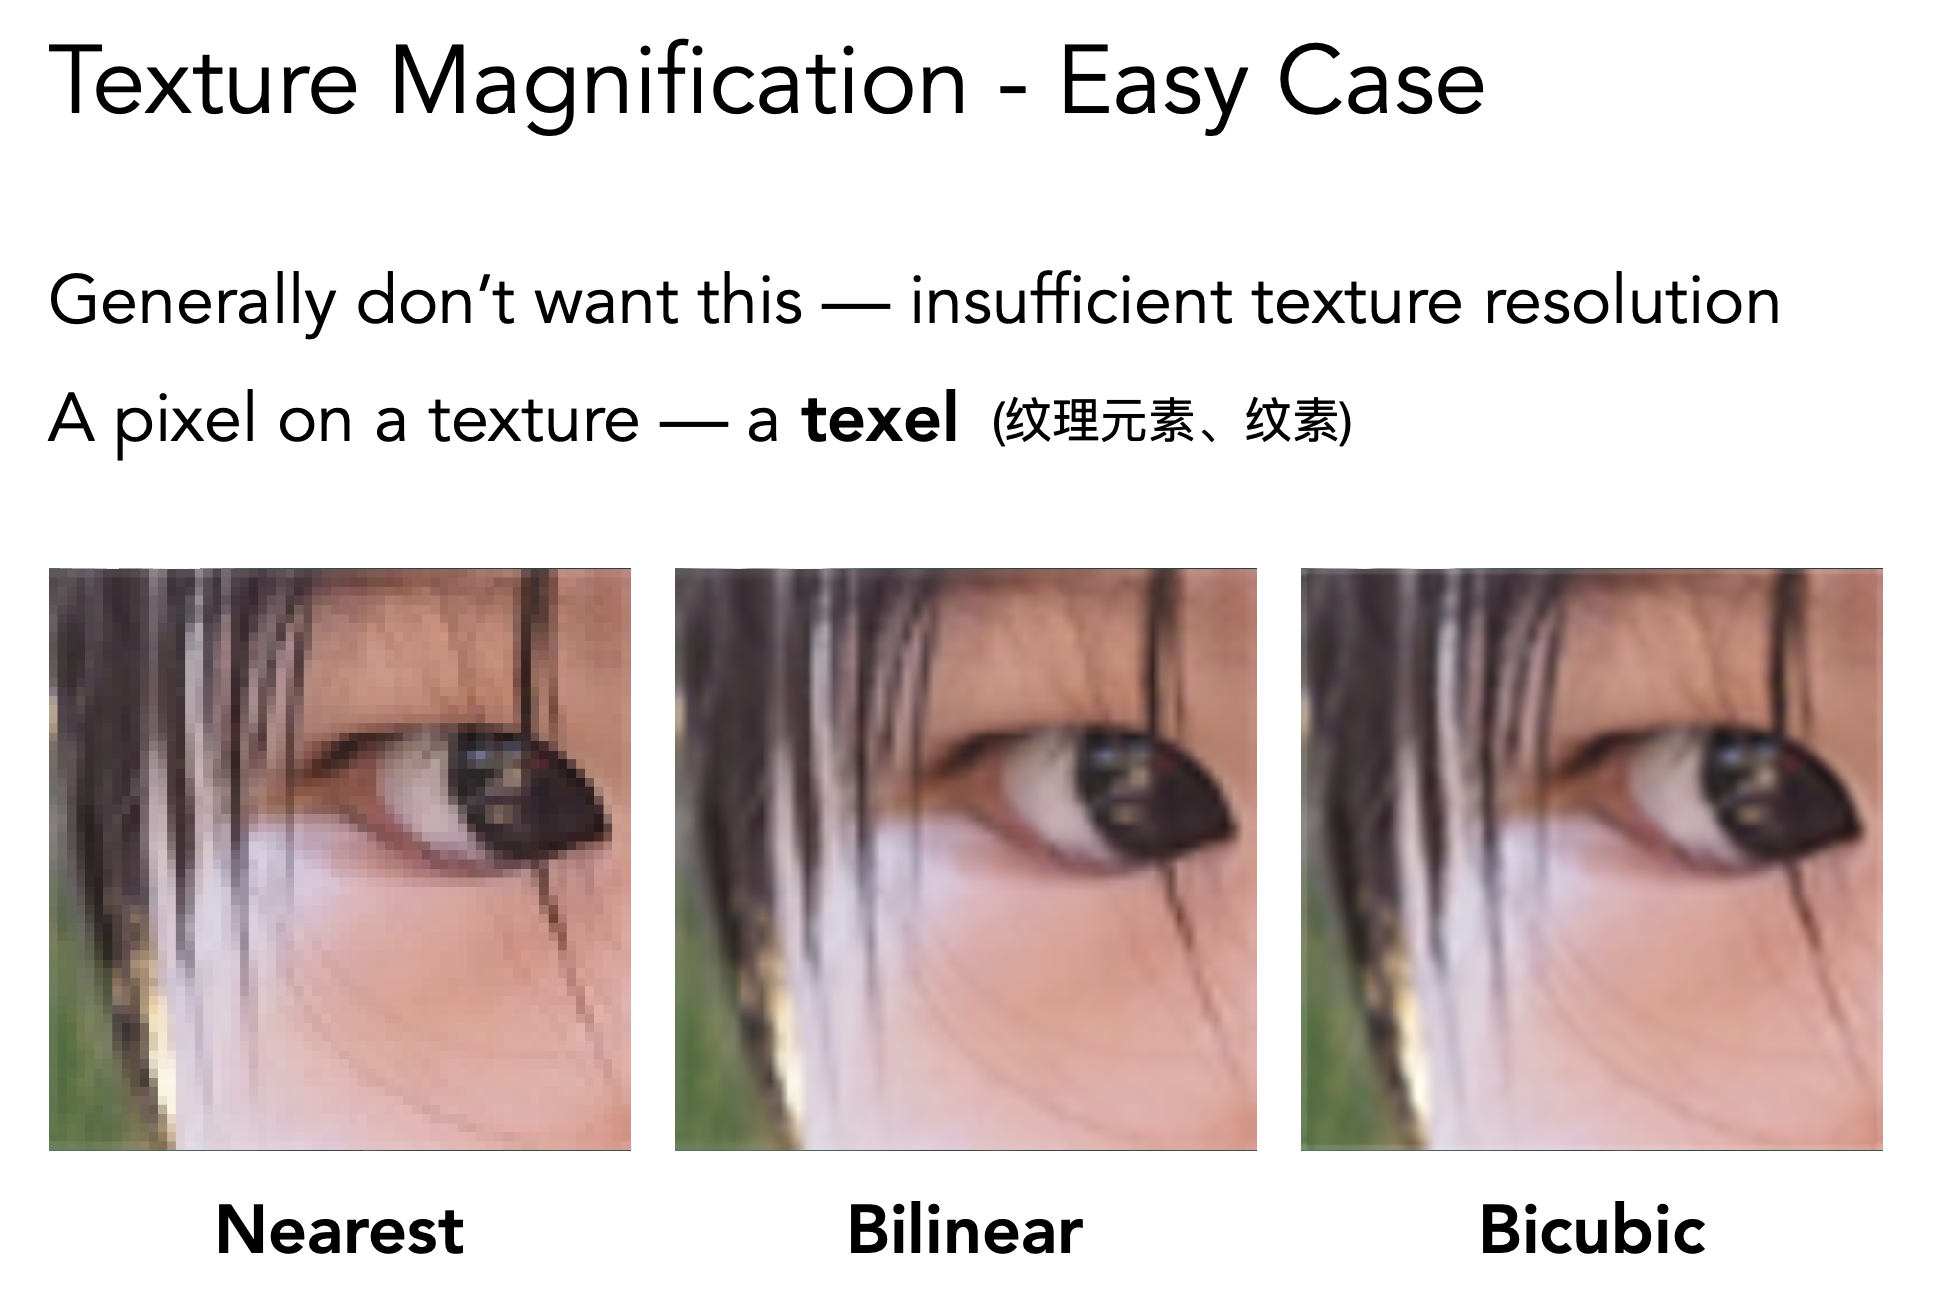 Texture Magnification - Easy Case
Generally don’t want this — insufficient texture resolution
A pixel on a texture — a texel (纹理元素、纹素)
Nearest
Bilinear
Bicubic